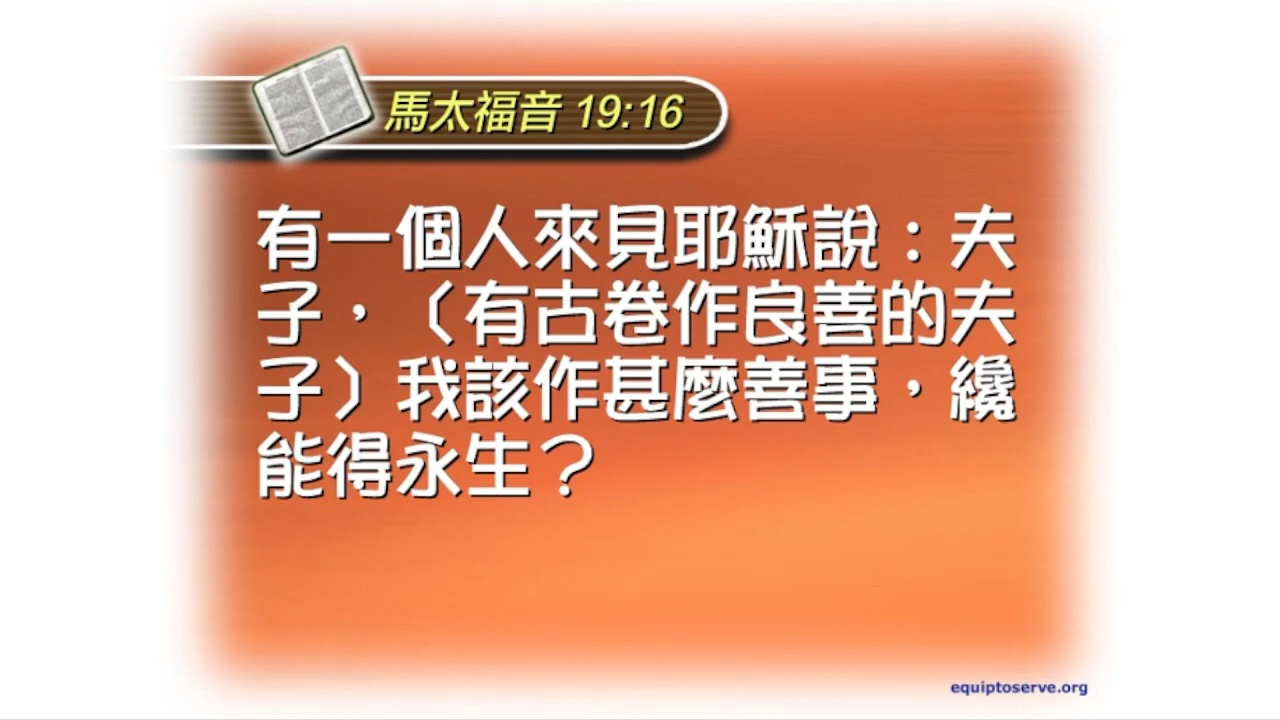 馬太福音 19:16
有一個人來見耶穌說：夫
子，（有古卷作良善的夫
子）我該作甚麼善事，纔
能得永生？
equiptoserve.org